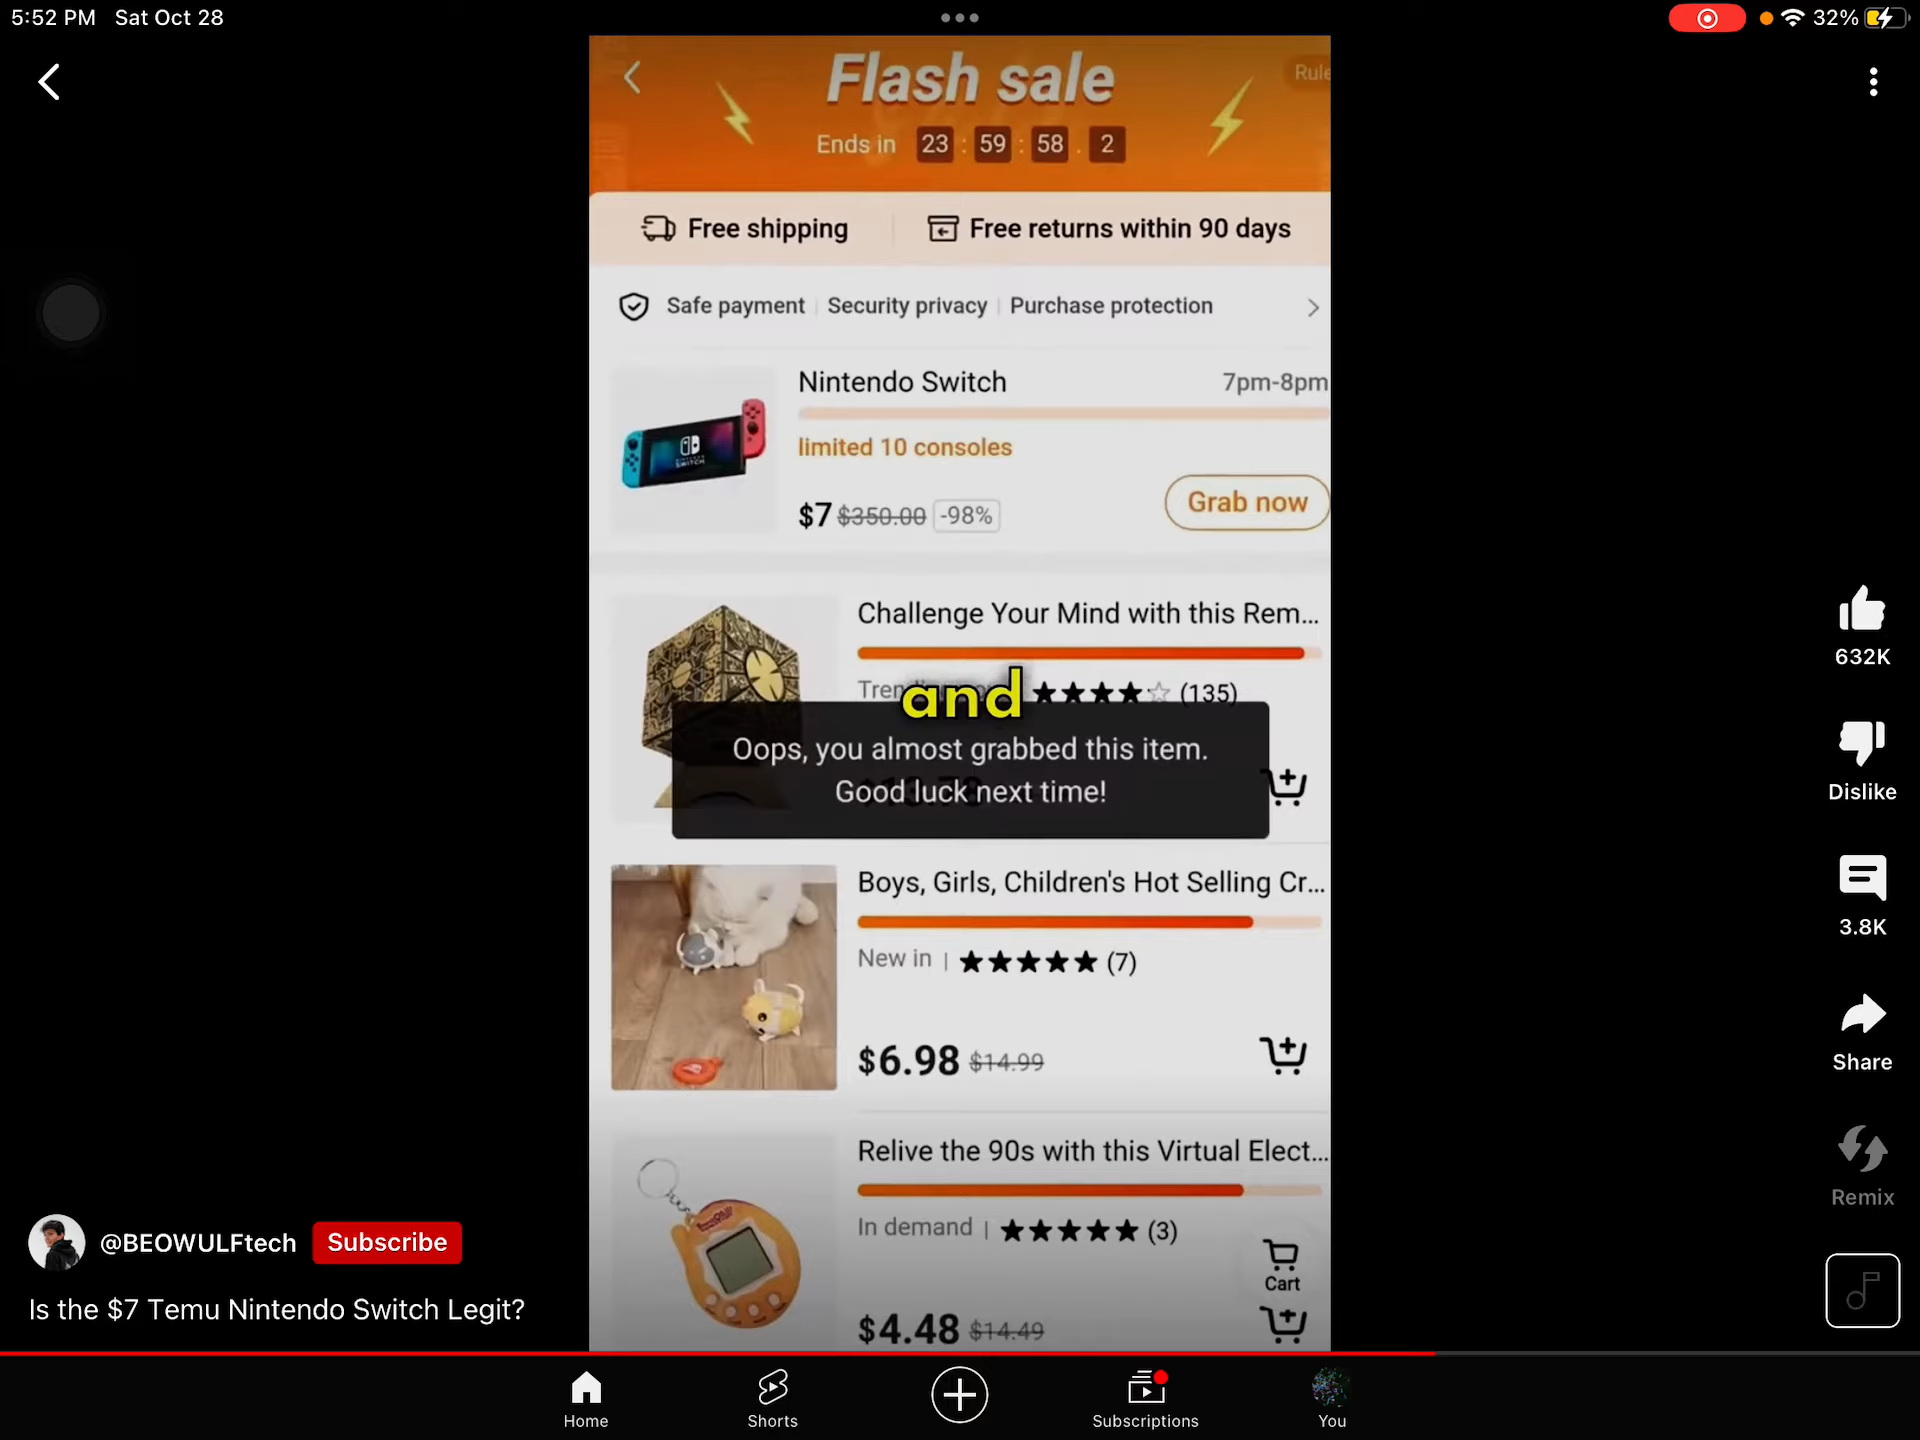 5:52 PM Sat Oct 28
32%
Flash sale
Rule
Ends in 23 : 59 : 58 . 2
Free shipping
Free returns within 90 days
Safe payment | Security privacy | Purchase protection
Nintendo Switch
7pm-8pm
limited 10 consoles
$7 $350.00 -98%
Grab now
Challenge Your Mind with this Rem...
(135)
and
Oops, you almost grabbed this item.
Good luck next time!
Boys, Girls, Children's Hot Selling Cr...
New in | (7)
$6.98 $14.99
Relive the 90s with this Virtual Elect...
In demand | (3)
Cart
$4.48 $14.49
632K
Dislike
3.8K
Share
Remix
@BEOWULFtech
Subscribe
Is the $7 Temu Nintendo Switch Legit?
Home
Shorts
Subscriptions
You